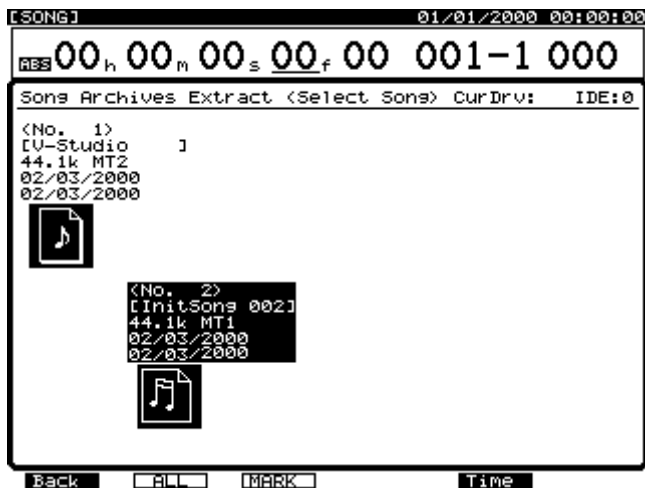 [SONG] 01/01/2000 00:00:00
ABS 00h 00m 00s 00f 00 001-1 000
Song Archives Extract <Select Song> CurDrv: IDE:0
<No. 1>
[V-Studio ]
44.1k MT2
02/03/2000
02/03/2000
<No. 2>
[InitSong 002]
44.1k MT1
02/03/2000
02/03/2000
Back ALL MARK Time